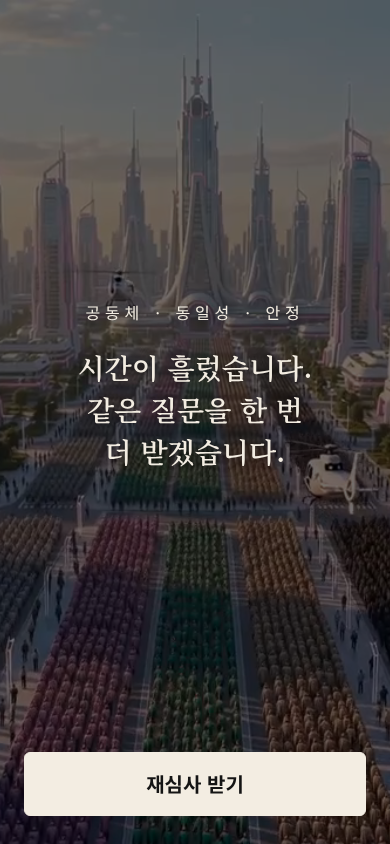 공동체 · 동일성 · 안정
시간이 흘렀습니다.
같은 질문을 한 번
더 받겠습니다.
재심사 받기